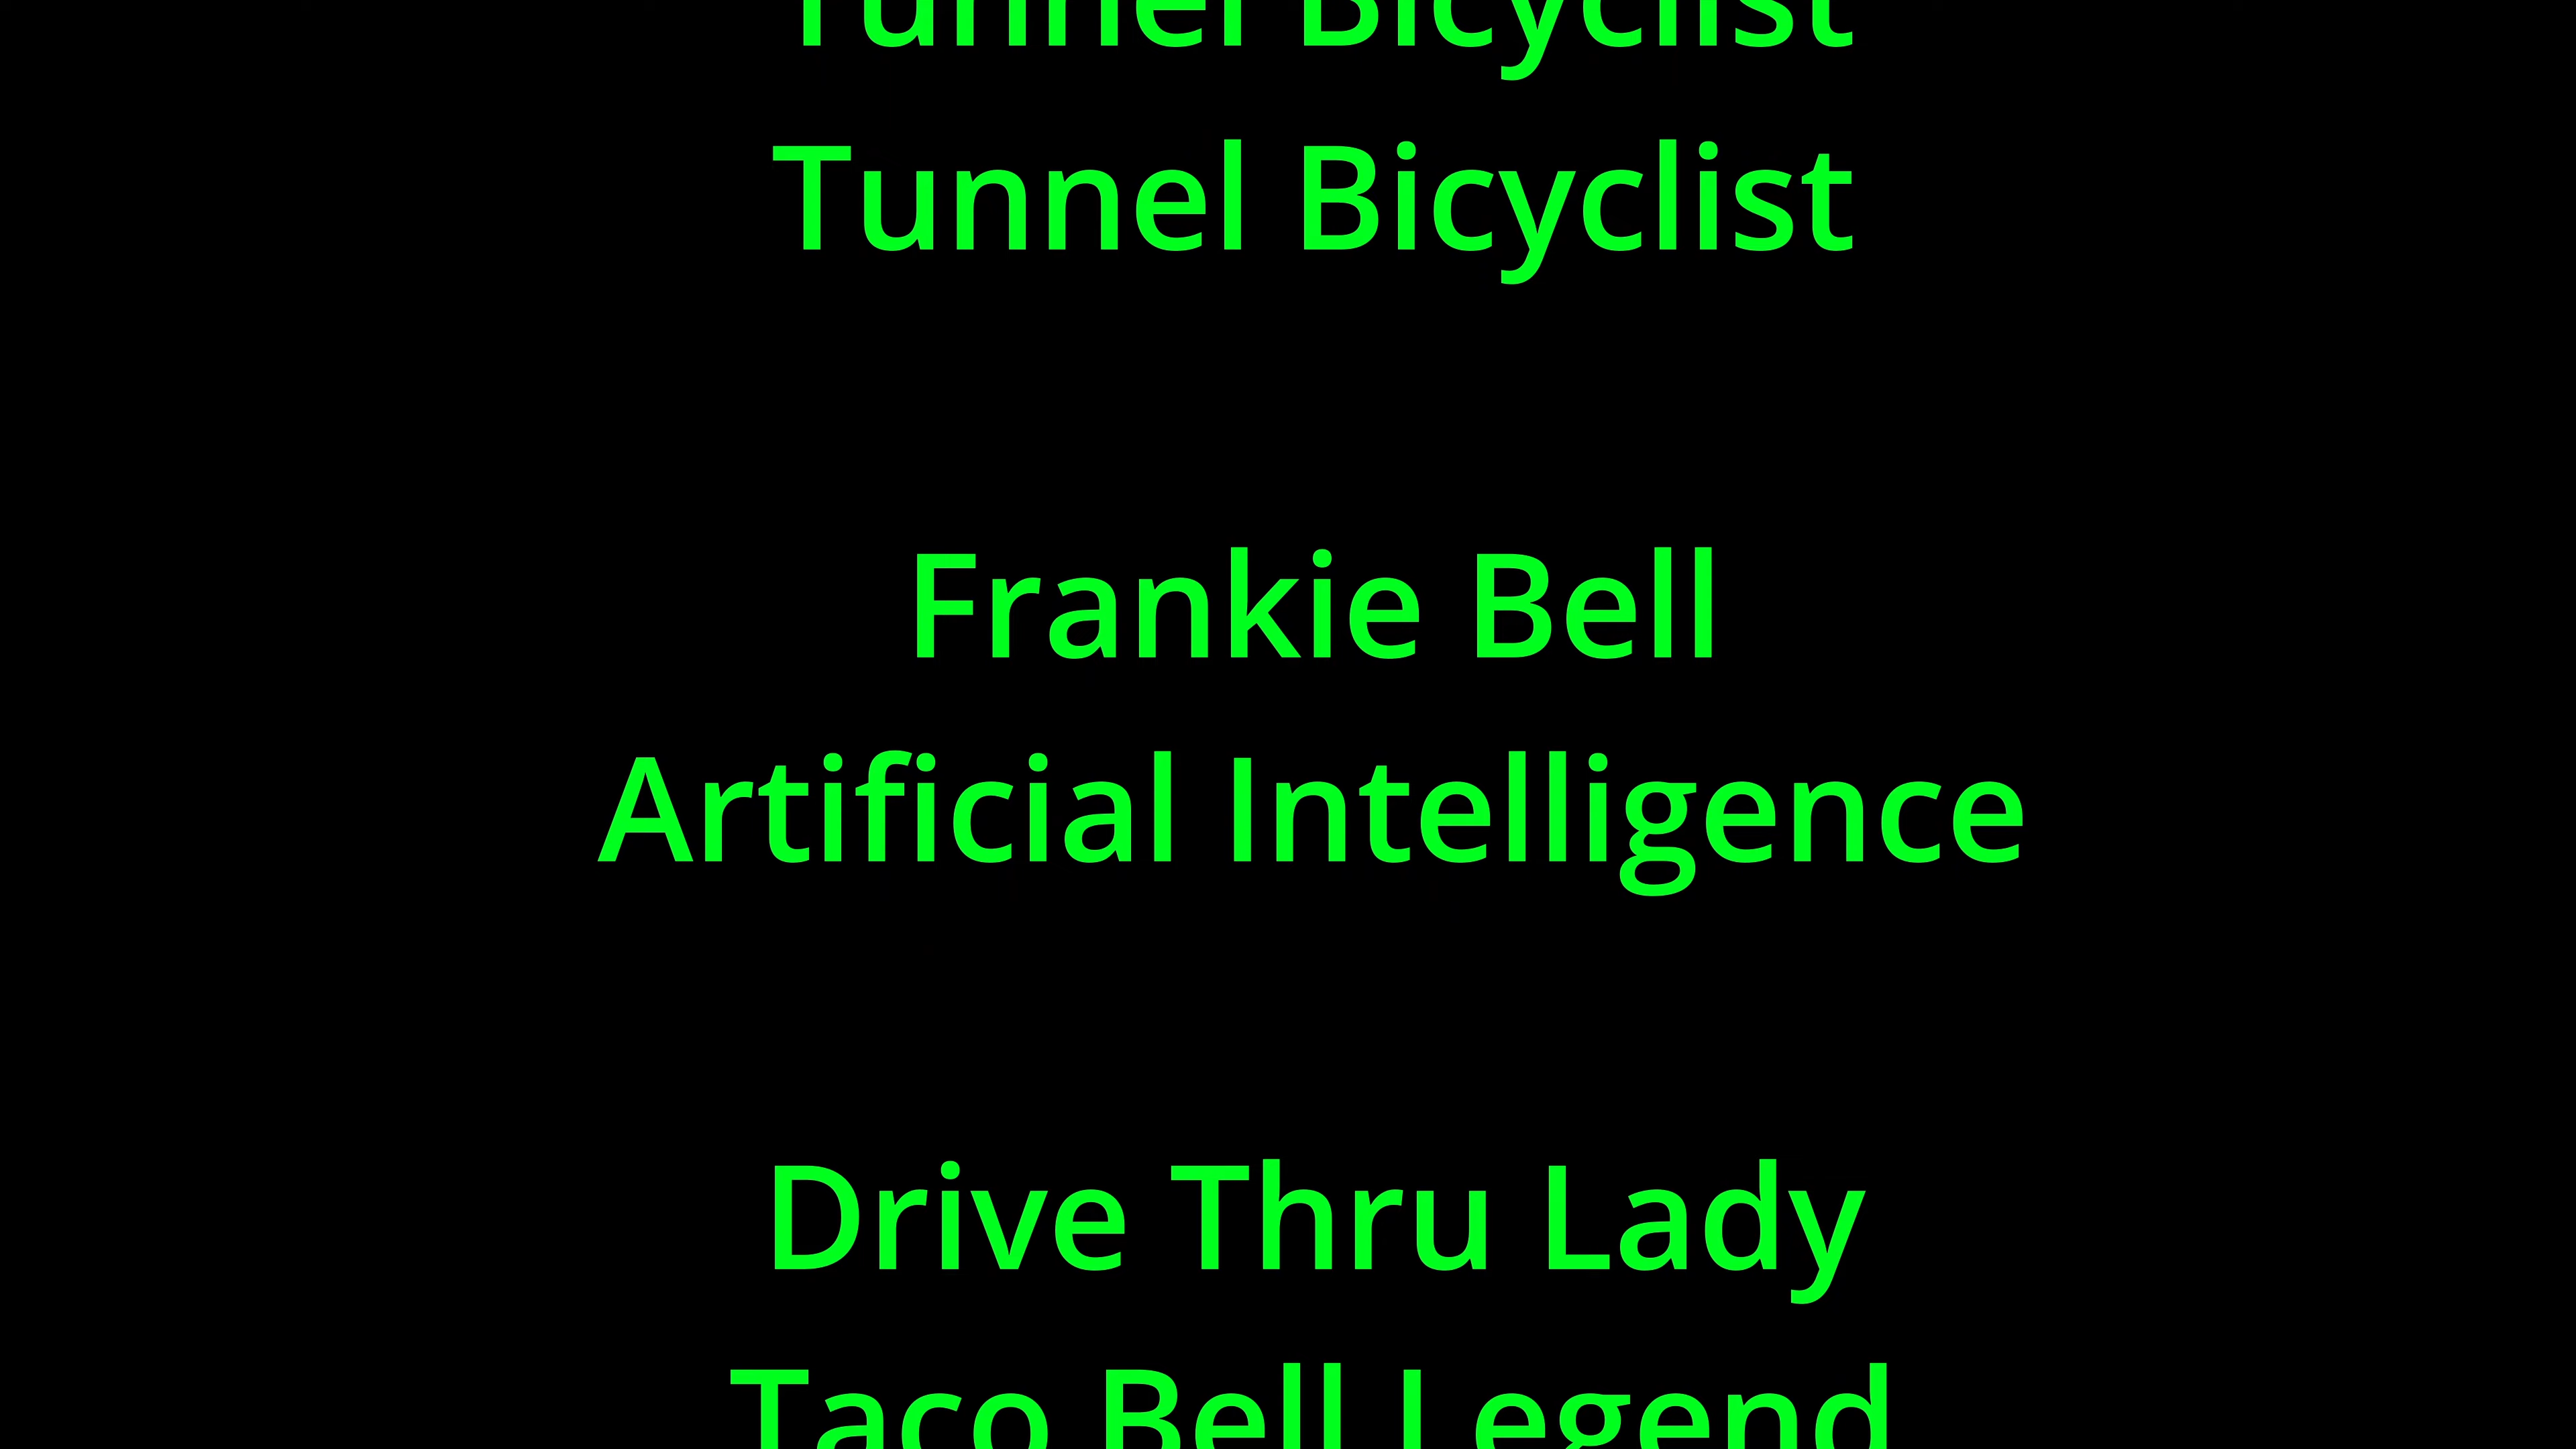 Tunnel Bicyclist
Tunnel Bicyclist
Frankie Bell
Artificial Intelligence
Drive Thru Lady
Taco Bell Legend